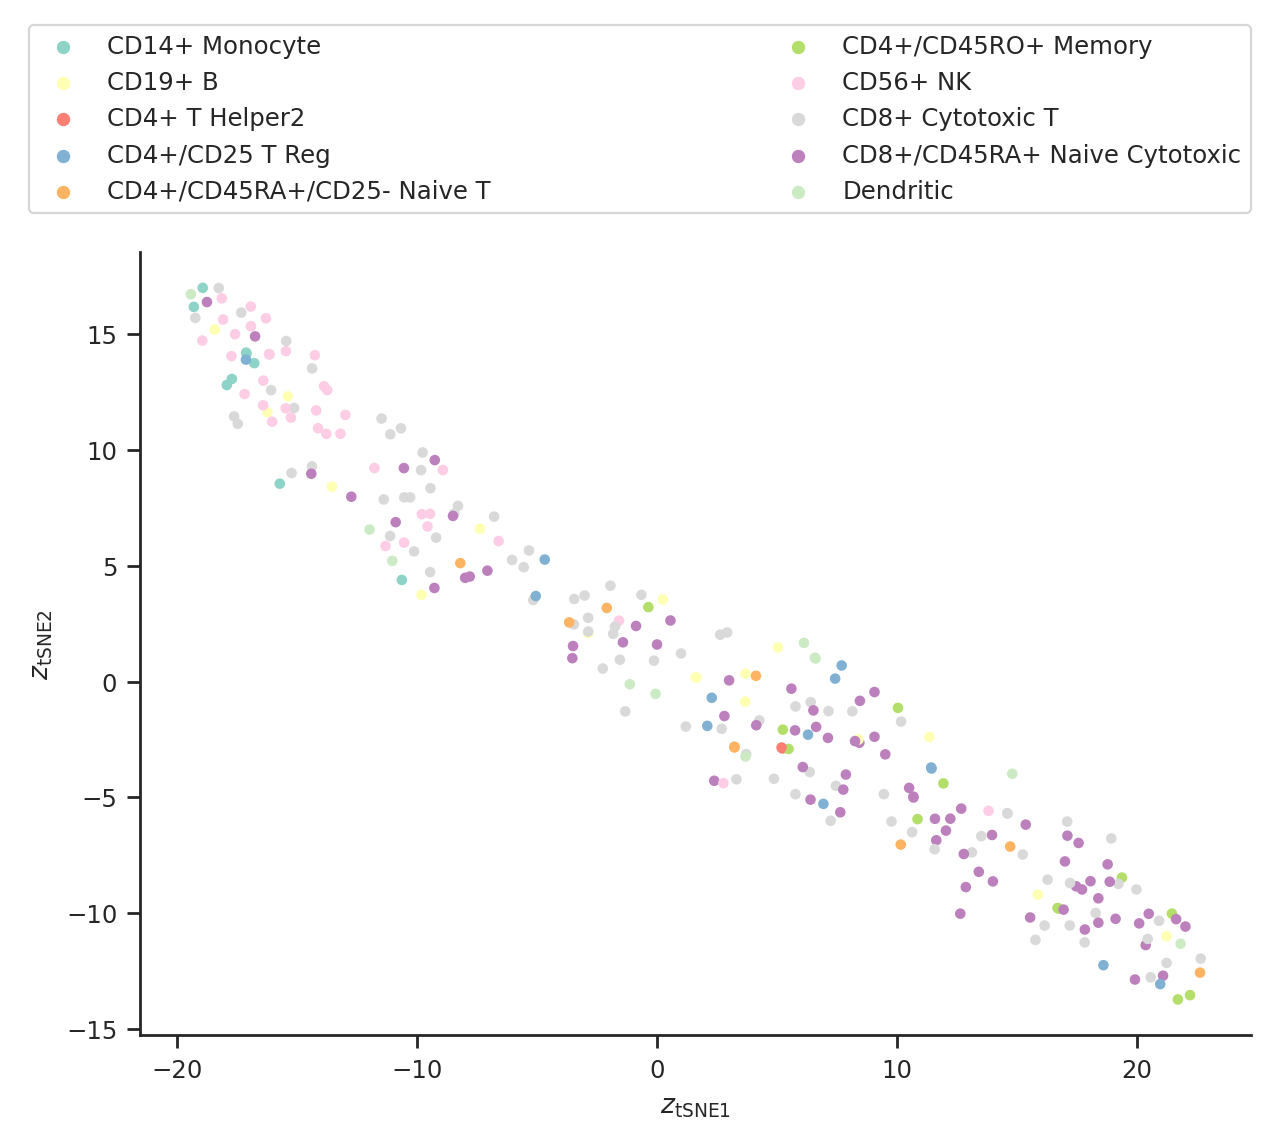 CD14+ Monocyte
CD19+ B
CD4+ T Helper2
CD4+/CD25 T Reg
CD4+/CD45RA+/CD25- Naive T
CD4+/CD45RO+ Memory
CD56+ NK
CD8+ Cytotoxic T
CD8+/CD45RA+ Naive Cytotoxic
Dendritic
15
10
5
0
−5
−10
−15
z_tSNE2
−20
−10
0
10
20
z_tSNE1